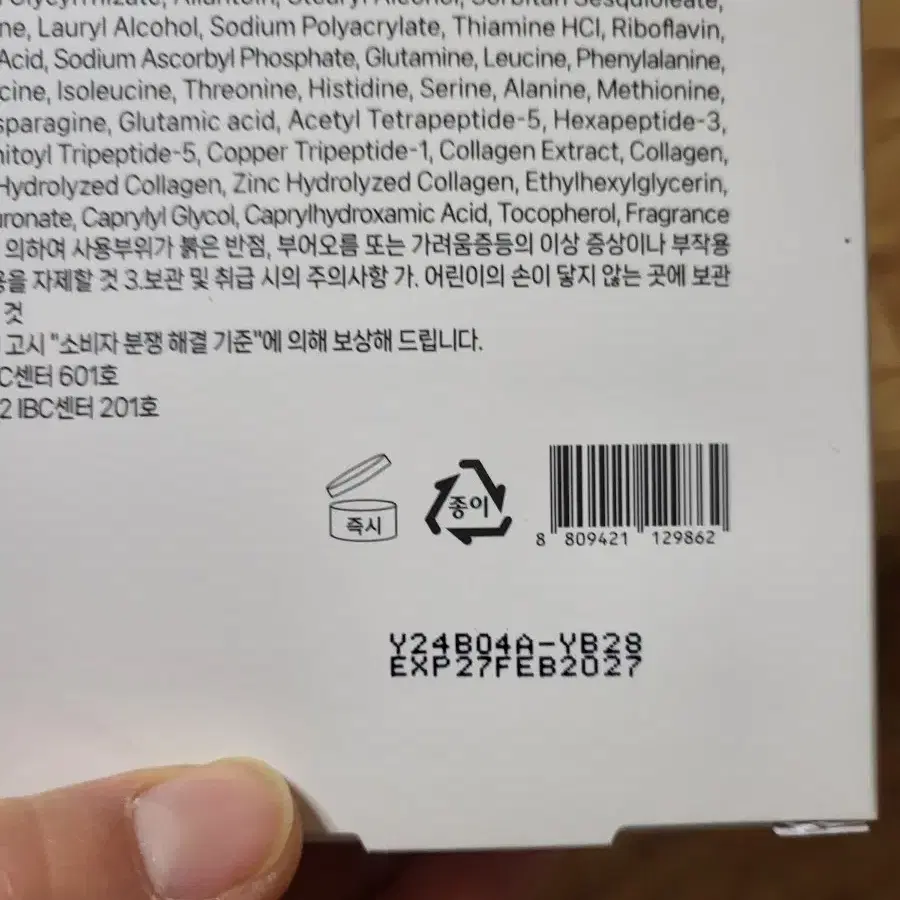 Allantoin, Stearyl Alcohol, Sorbitan Sesquioleate,
Lauryl Alcohol, Sodium Polyacrylate, Thiamine HCl, Riboflavin,
Acid, Sodium Ascorbyl Phosphate, Glutamine, Leucine, Phenylalanine,
Isoleucine, Threonine, Histidine, Serine, Alanine, Methionine,
Glutamic acid, Acetyl Tetrapeptide-5, Hexapeptide-3,
Tripeptide-5, Copper Tripeptide-1, Collagen Extract, Collagen,
Hydrolyzed Collagen, Zinc Hydrolyzed Collagen, Ethylhexylglycerin,
Caprylyl Glycol, Caprylhydroxamic Acid, Tocopherol, Fragrance
의하여 사용부위가 붉은 반점, 부어오름 또는 가려움증등의 이상 증상이나 부작용
자제할 것 3.보관 및 취급 시의 주의사항 가. 어린이의 손이 닿지 않는 곳에 보관
것
고시 "소비자 분쟁 해결 기준"에 의해 보상해 드립니다.
C센터 601호
2 IBC센터 201호
즉시
종이
8 809421 129862
Y24B04A-YB28
EXP27FEB2027